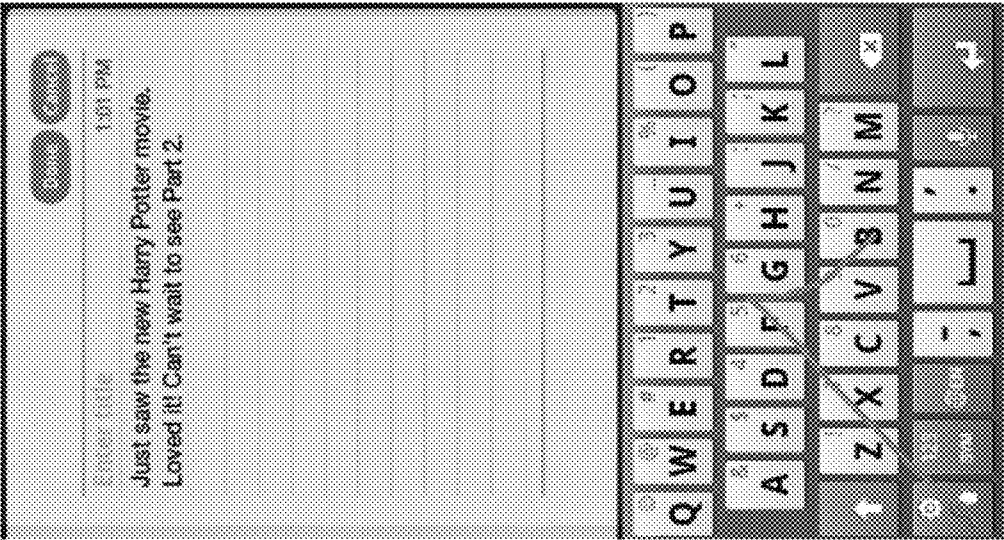 1:01 PM
Just saw the new Harry Potter movie.
Loved it! Can't wait to see Part 2.
Q W E R T Y U I O P
A S D F G H J K L
Z X C V B N M